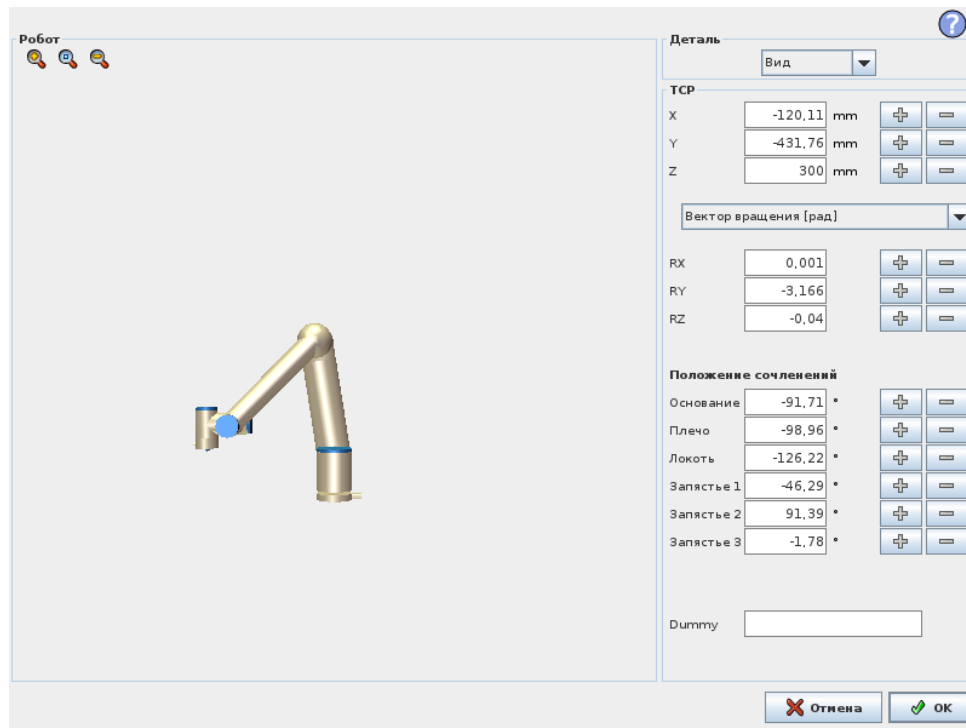 Робот
?
Деталь
Вид
TCP
X -120,11 mm
Y -431,76 mm
Z 300 mm
Вектор вращения [рад]
RX 0,001
RY -3,166
RZ -0,04
Положение сочленений
Основание -91,71 °
Плечо -98,96 °
Локоть -126,22 °
Запястье 1 -46,29 °
Запястье 2 91,39 °
Запястье 3 -1,78 °
Dummy
Отмена OK